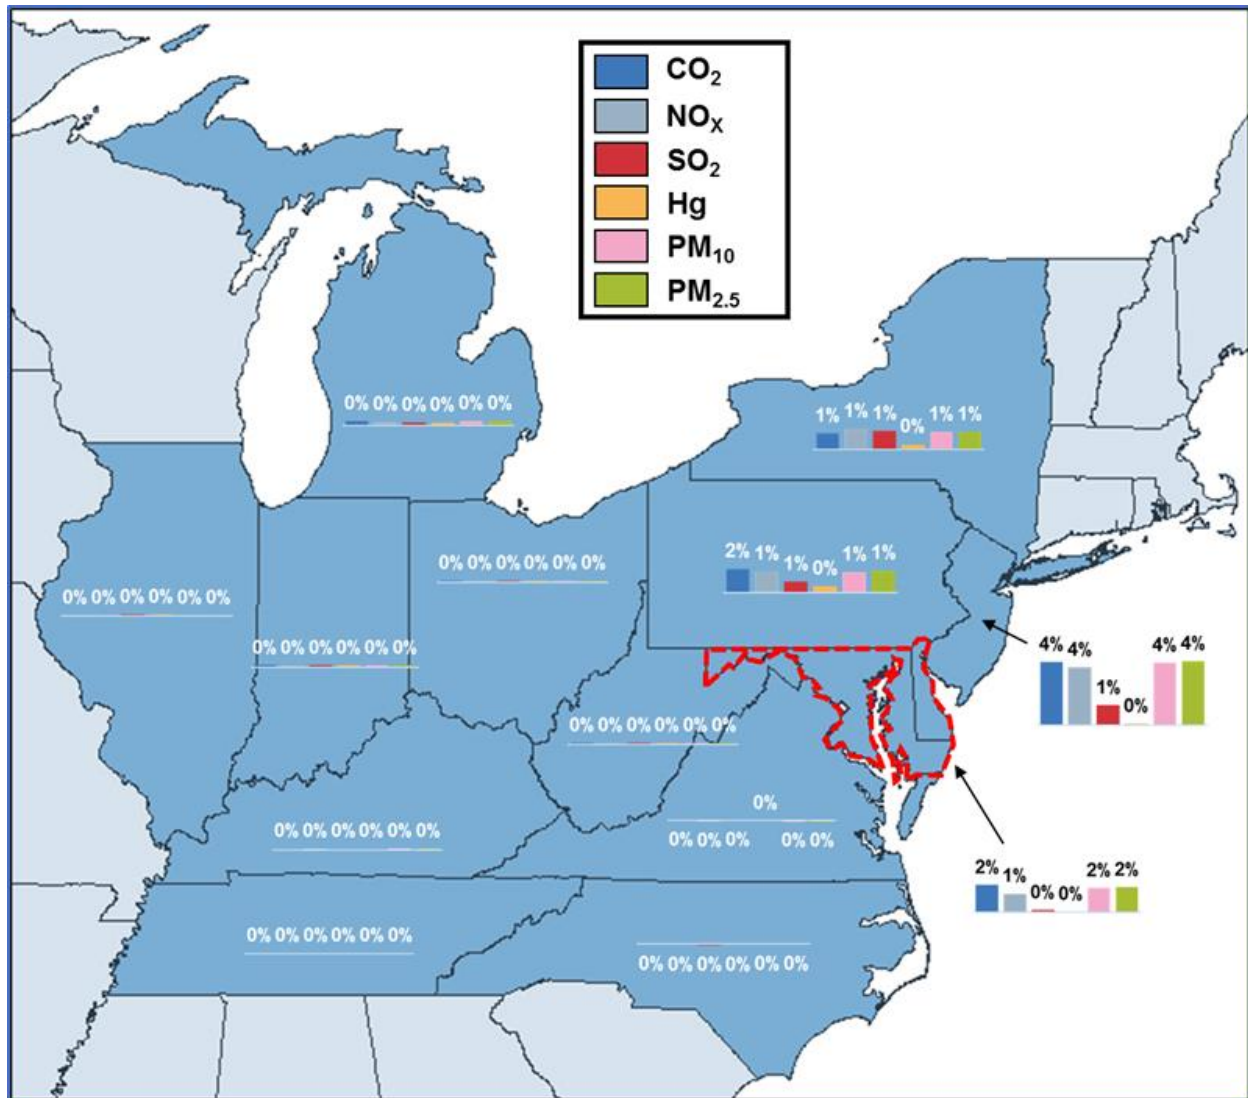 CO₂
NOₓ
SO₂
Hg
PM₁₀
PM₂.₅
0% 0% 0% 0% 0% 0%
1% 1% 1% 0% 1% 1%
2% 1% 1% 0% 1% 1%
0% 0% 0% 0% 0% 0%
0% 0% 0% 0% 0% 0%
0% 0% 0% 0% 0% 0%
4% 4% 1% 0% 4% 4%
0% 0% 0% 0% 0% 0%
0%
0% 0% 0% 0% 0%
0% 0% 0% 0% 0% 0%
2% 1% 0% 0% 2% 2%
0% 0% 0% 0% 0% 0%
0% 0% 0% 0% 0% 0%